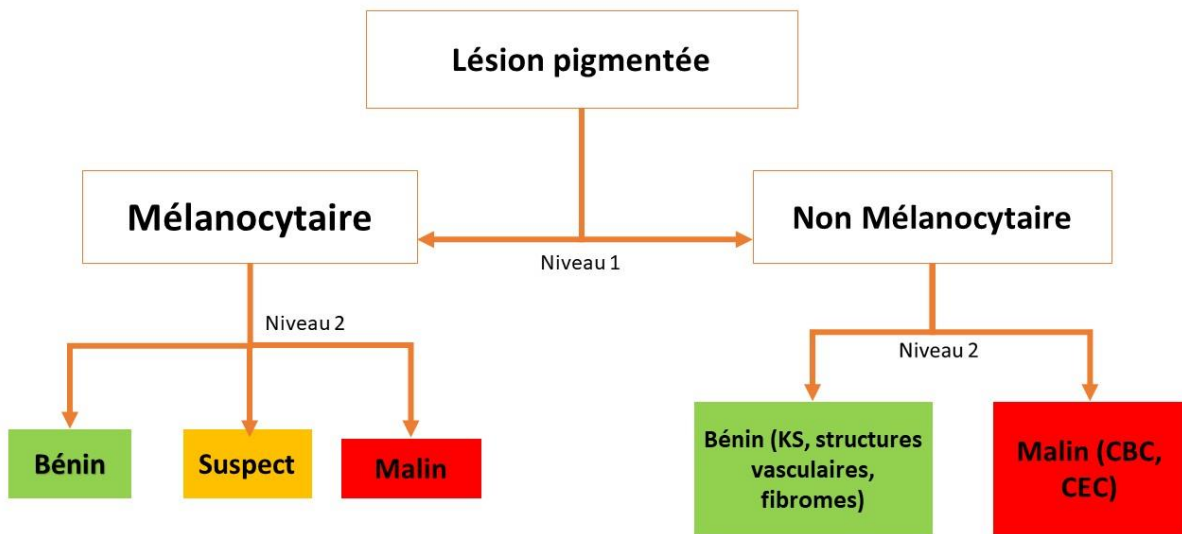 Lésion pigmentée
Mélanocytaire
Non Mélanocytaire
Niveau 1
Niveau 2
Niveau 2
Bénin
Suspect
Malin
Bénin (KS, structures
vasculaires,
fibromes)
Malin (CBC,
CEC)